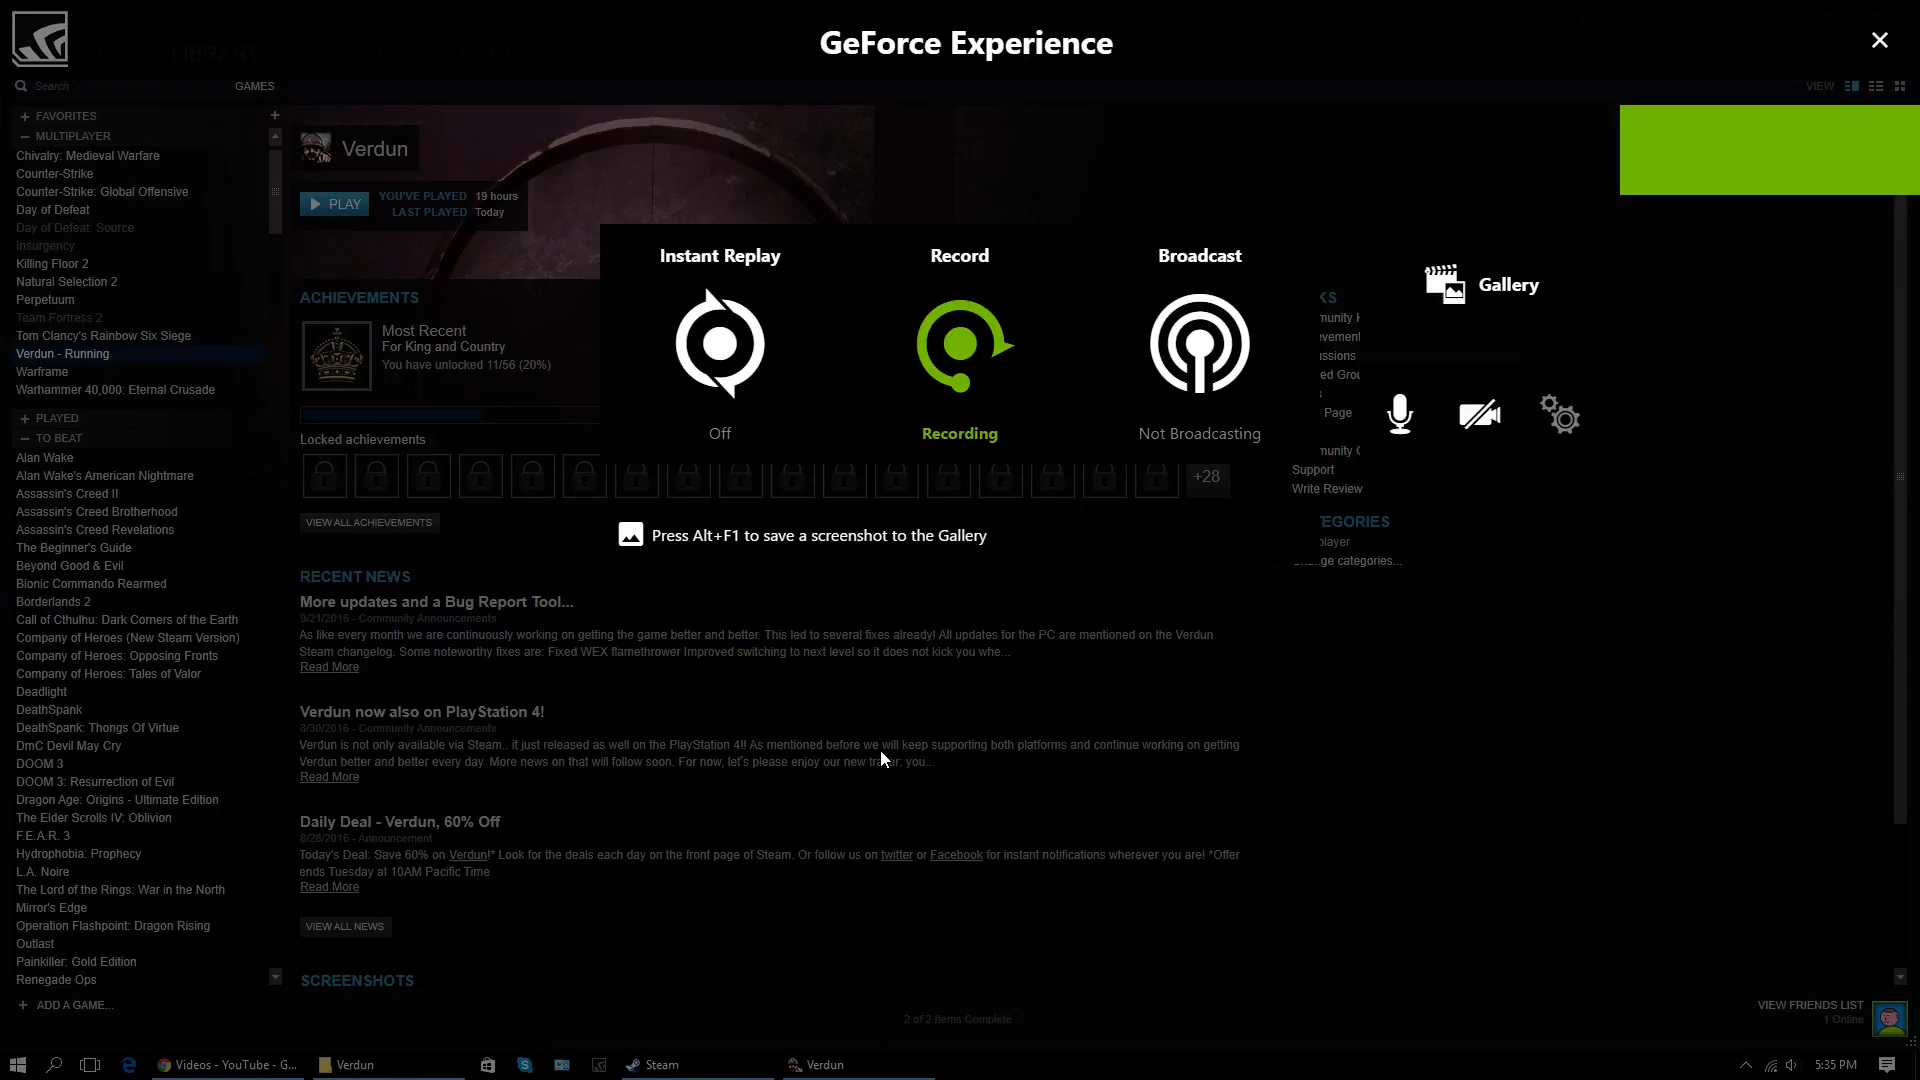 GeForce Experience
LIBRARY
Search
GAMES
VIEW
FAVORITES
MULTIPLAYER
Chivalry: Medieval Warfare
Counter-Strike
Counter-Strike: Global Offensive
Day of Defeat
Day of Defeat: Source
Insurgency
Killing Floor 2
Natural Selection 2
Perpetuum
Team Fortress 2
Tom Clancy's Rainbow Six Siege
Verdun - Running
Warframe
Warhammer 40,000: Eternal Crusade
PLAYED
TO BEAT
Alan Wake
Alan Wake's American Nightmare
Assassin's Creed II
Assassin's Creed Brotherhood
Assassin's Creed Revelations
The Beginner's Guide
Beyond Good & Evil
Bionic Commando Rearmed
Borderlands 2
Call of Cthulhu: Dark Corners of the Earth
Company of Heroes (New Steam Version)
Company of Heroes: Opposing Fronts
Company of Heroes: Tales of Valor
Deadlight
DeathSpank
DeathSpank: Thongs Of Virtue
DmC Devil May Cry
DOOM 3
DOOM 3: Resurrection of Evil
Dragon Age: Origins - Ultimate Edition
The Elder Scrolls IV: Oblivion
F.E.A.R. 3
Hydrophobia: Prophecy
L.A. Noire
The Lord of the Rings: War in the North
Mirror's Edge
Operation Flashpoint: Dragon Rising
Outlast
Painkiller: Gold Edition
Renegade Ops
+ ADD A GAME...
Verdun
PLAY
YOU'VE PLAYED 19 hours
LAST PLAYED Today
ACHIEVEMENTS
Most Recent
For King and Country
You have unlocked 11/56 (20%)
Locked achievements
+28
VIEW ALL ACHIEVEMENTS
Instant Replay
Off
Record
Recording
Broadcast
Not Broadcasting
Gallery
Press Alt+F1 to save a screenshot to the Gallery
KS
munity H
evement
ussions
ed Grou
s
Page
munity G
Support
Write Review
EGORIES
player
ge categories...
RECENT NEWS
More updates and a Bug Report Tool...
9/21/2016 - Community Announcements
As like every month we are continuously working on getting the game better and better. This led to several fixes already! All updates for the PC are mentioned on the Verdun
Steam changelog. Some noteworthy fixes are: Fixed WEX flamethrower Improved switching to next level so it does not kick you whe...
Read More
Verdun now also on PlayStation 4!
8/30/2016 - Community Announcements
Verdun is not only available via Steam.. it just released as well on the PlayStation 4!! As mentioned before we will keep supporting both platforms and continue working on getting
Verdun better and better every day. More news on that will follow soon. For now, let's please enjoy our new trailer: you...
Read More
Daily Deal - Verdun, 60% Off
8/28/2016 - Announcement
Today's Deal: Save 60% on Verdun!* Look for the deals each day on the front page of Steam. Or follow us on twitter or Facebook for instant notifications wherever you are! *Offer
ends Tuesday at 10AM Pacific Time
Read More
VIEW ALL NEWS
SCREENSHOTS
2 of 2 Items Complete
VIEW FRIENDS LIST
1 Online
Videos - YouTube - G...
Verdun
Steam
Verdun
5:35 PM